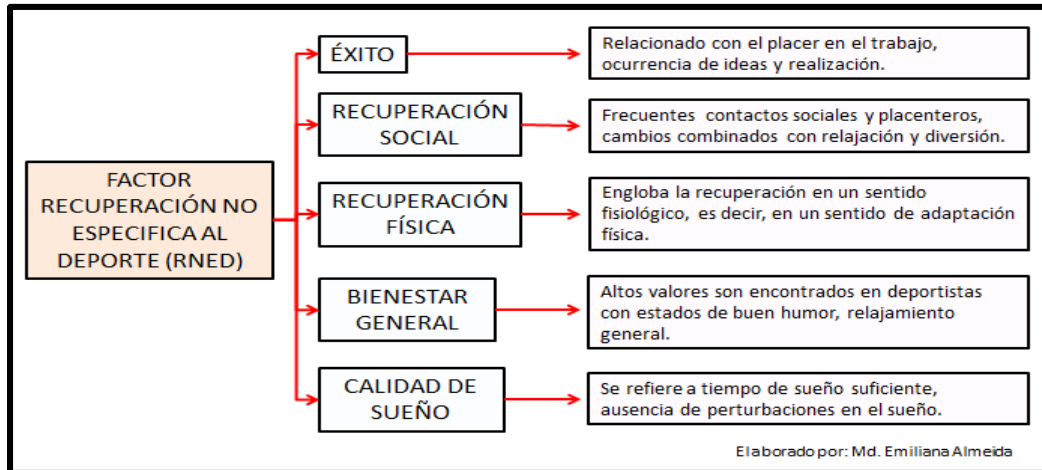 FACTOR
RECUPERACIÓN NO
ESPECIFICA AL
DEPORTE (RNED)
ÉXITO
Relacionado con el placer en el trabajo,
ocurrencia de ideas y realización.
RECUPERACIÓN
SOCIAL
Frecuentes contactos sociales y placenteros,
cambios combinados con relajación y diversión.
RECUPERACIÓN
FÍSICA
Engloba la recuperación en un sentido
fisiológico, es decir, en un sentido de adaptación
física.
BIENESTAR
GENERAL
Altos valores son encontrados en deportistas
con estados de buen humor, relajamiento
general.
CALIDAD DE
SUEÑO
Se refiere a tiempo de sueño suficiente,
ausencia de perturbaciones en el sueño.
Elaborado por: Md. Emiliana Almeida